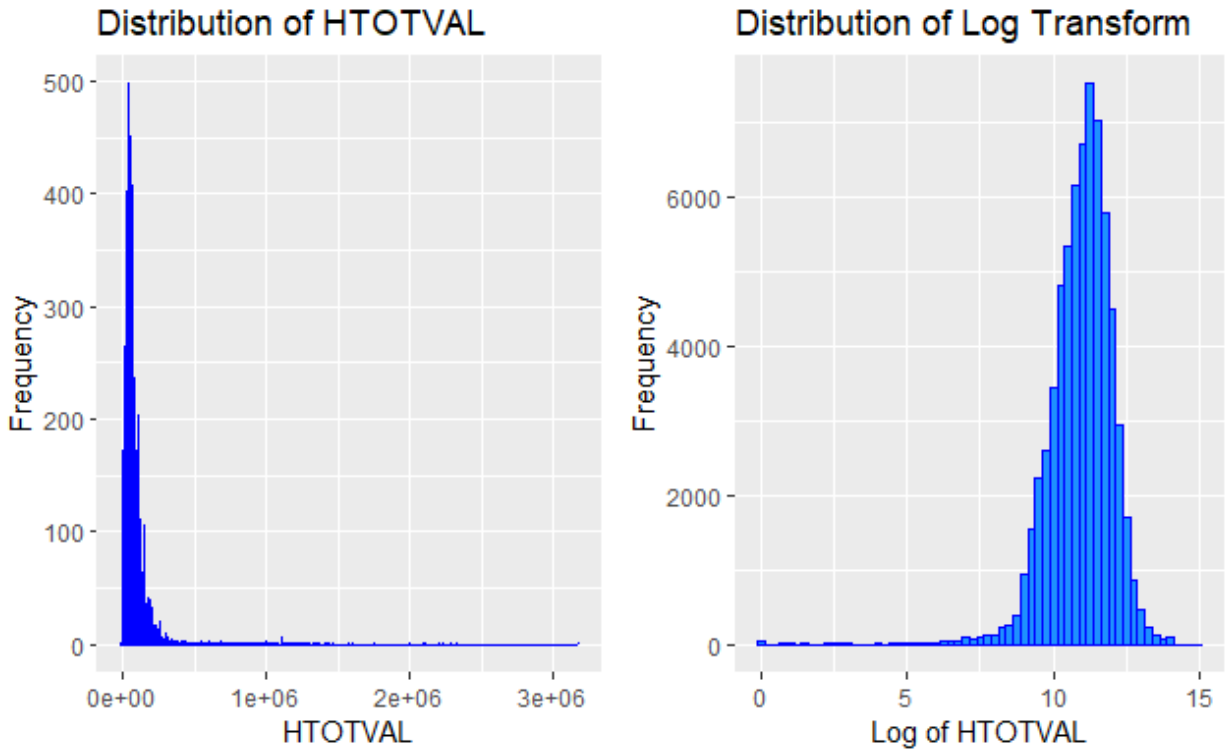 Distribution of HTOTVAL
Frequency
500
400
300
200
100
0
0e+00 1e+06 2e+06 3e+06
HTOTVAL
Distribution of Log Transform
Frequency
6000
4000
2000
0
0 5 10 15
Log of HTOTVAL